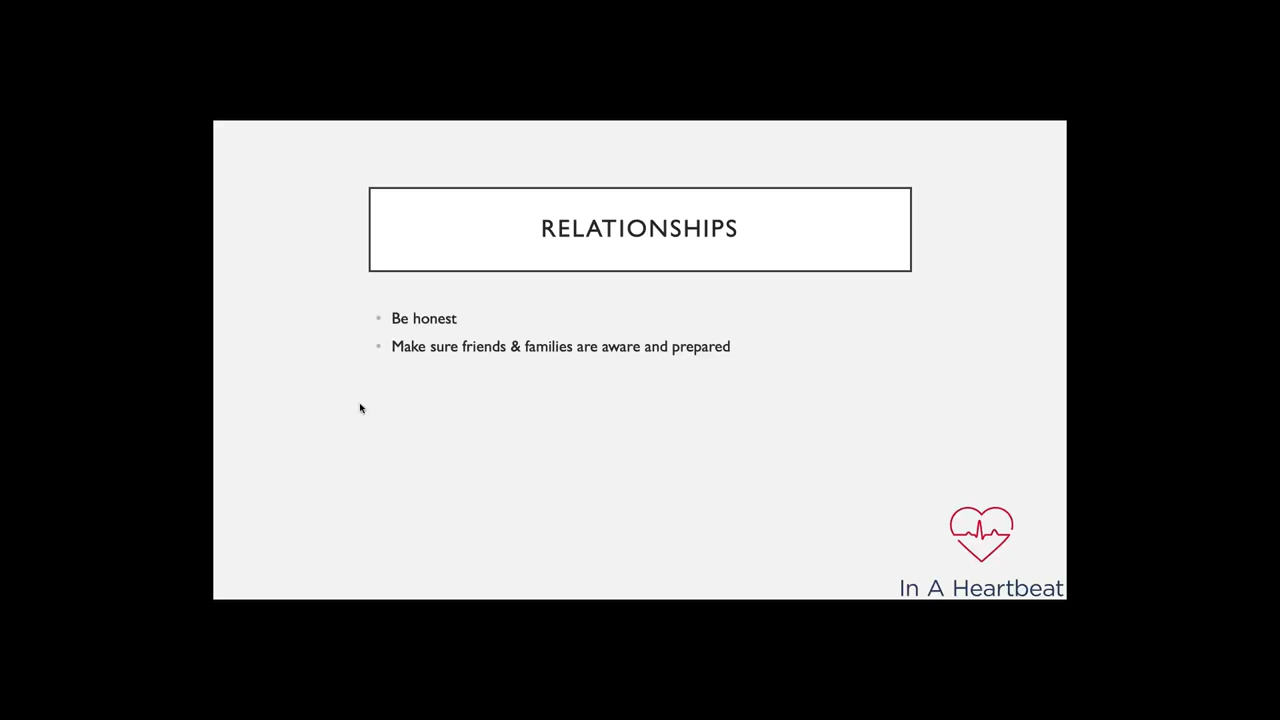 RELATIONSHIPS
Be honest
Make sure friends & families are aware and prepared
In A Heartbeat